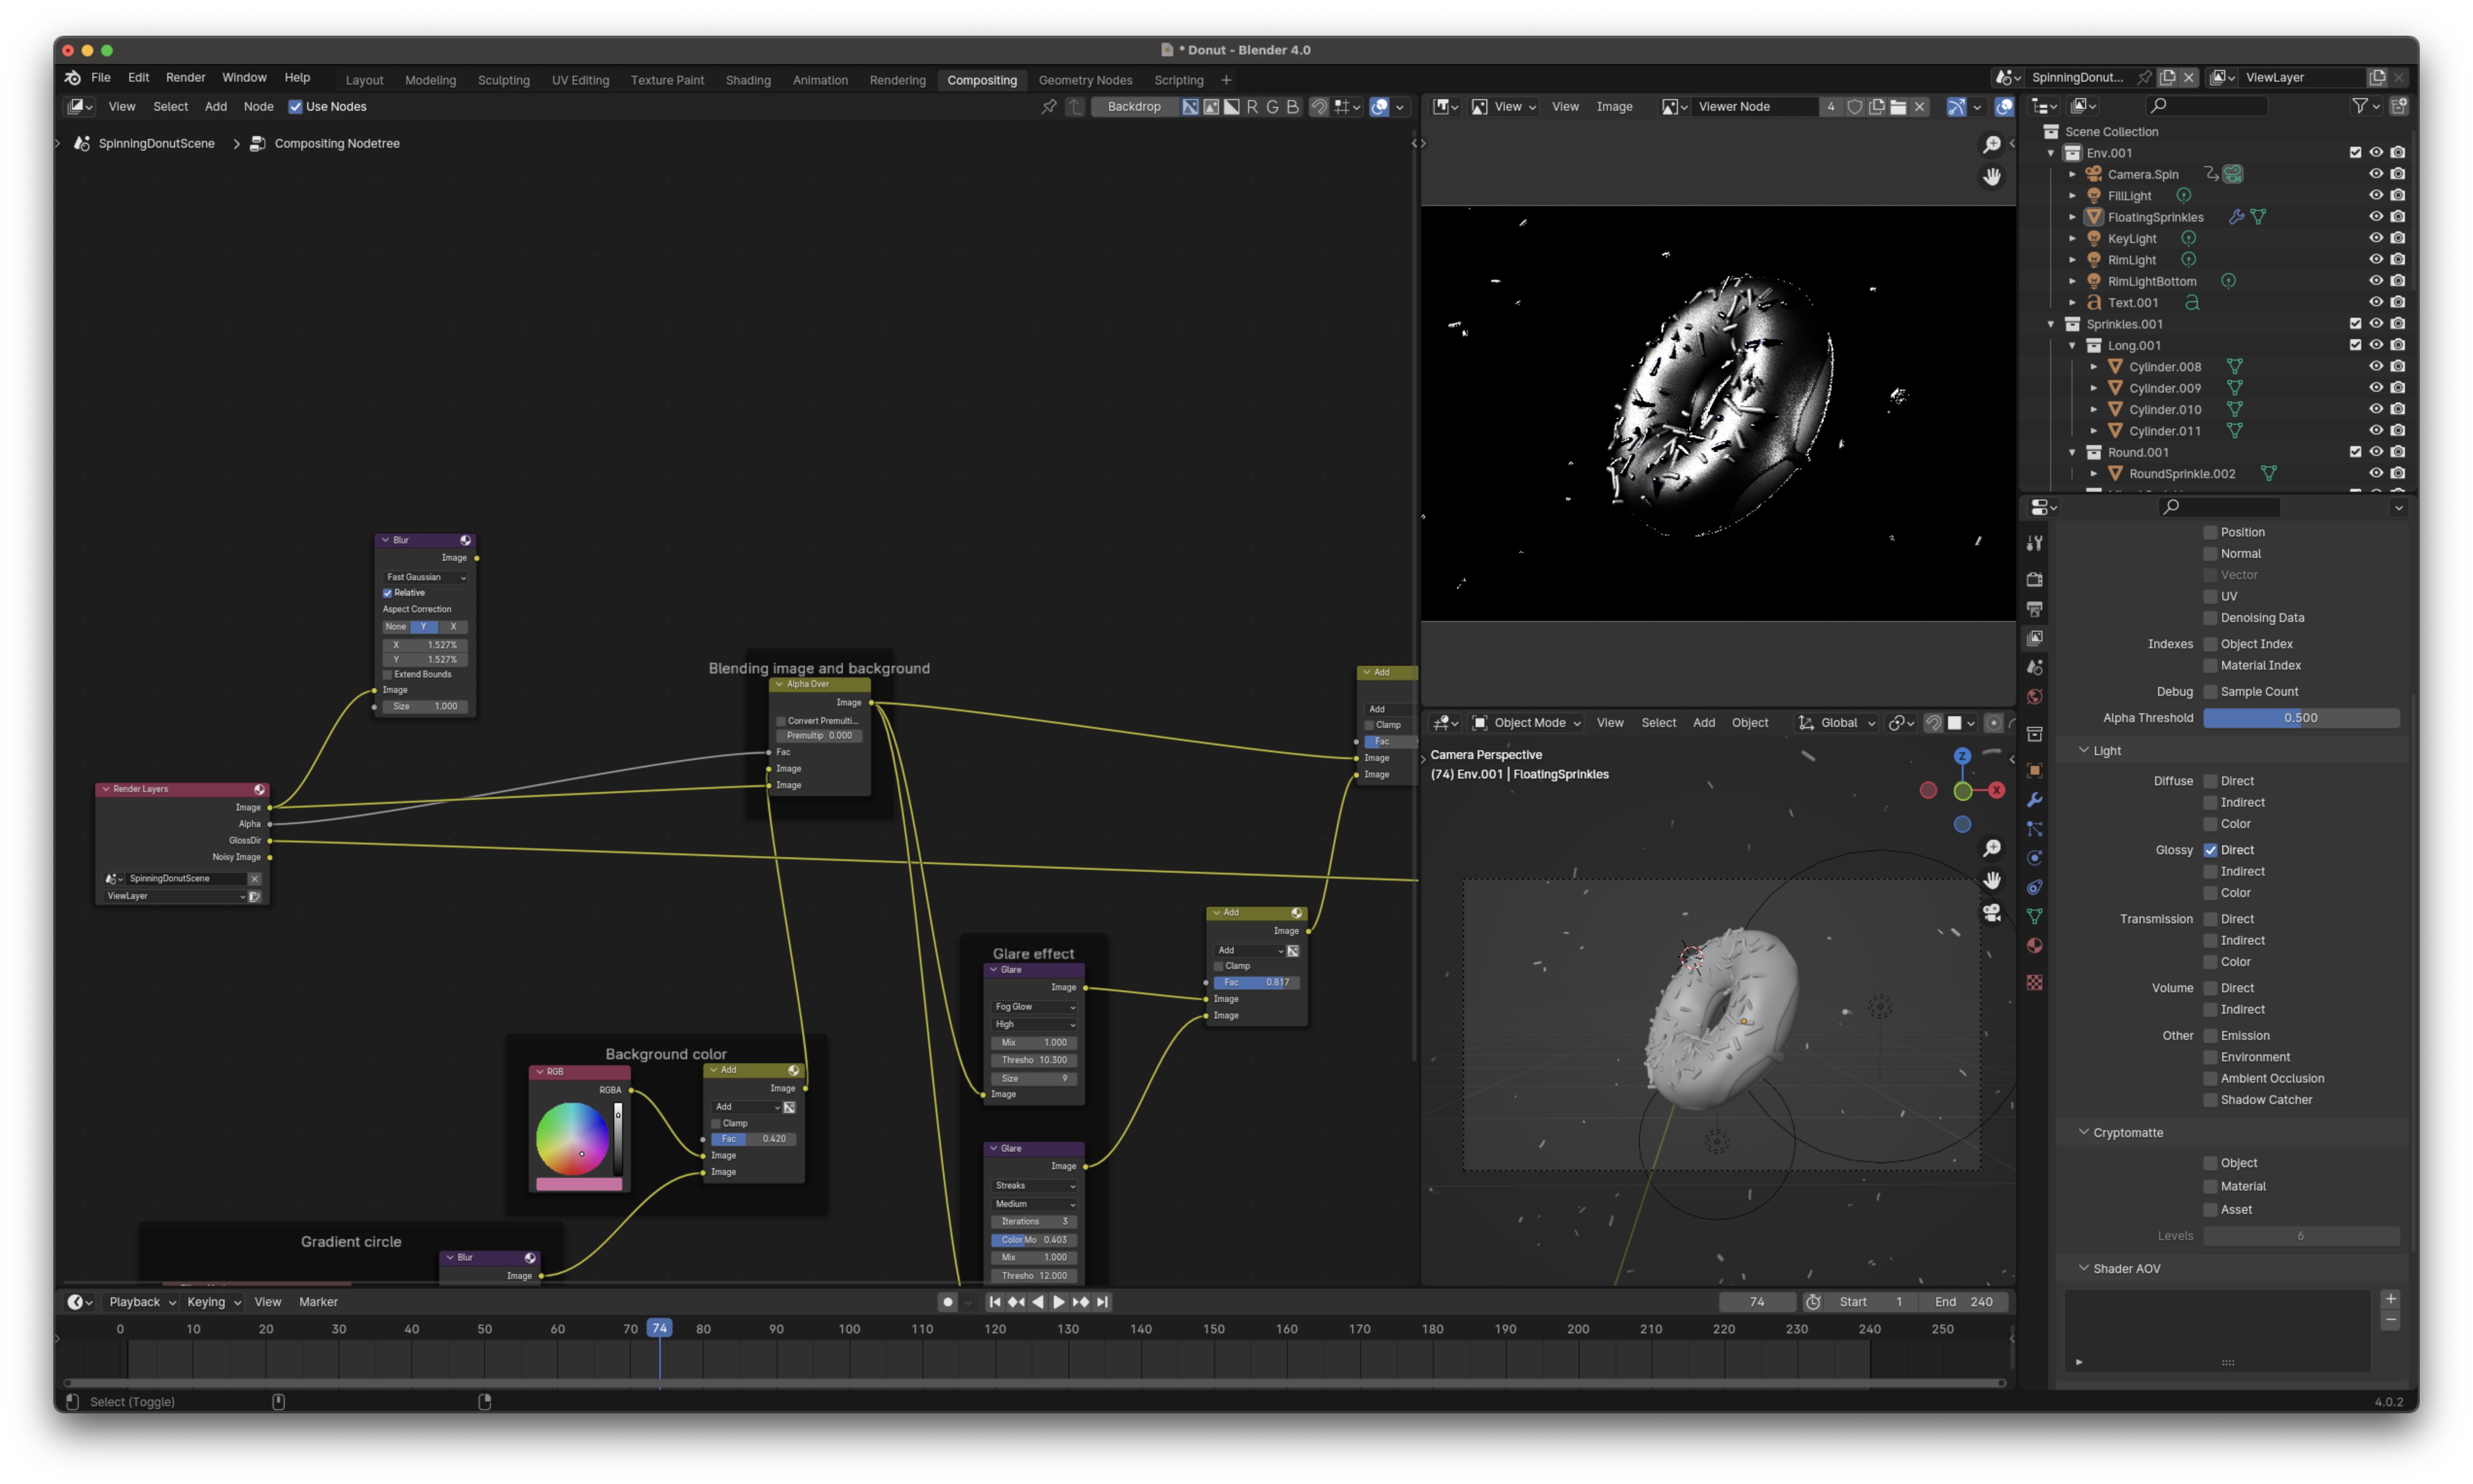 * Donut - Blender 4.0
File Edit Render Window Help
Layout Modeling Sculpting UV Editing Texture Paint Shading Animation Rendering Compositing Geometry Nodes Scripting +
SpinningDonut... ViewLayer
View Select Add Node Use Nodes
Backdrop R G B
View View Image Viewer Node 4
SpinningDonutScene > Compositing Nodetree
Blur
Image
Fast Gaussian
Relative
Aspect Correction
None Y X
X 1.527%
Y 1.527%
Extend Bounds
Image
Size 1.000
Blending image and background
Alpha Over
Image
Convert Premulti...
Premultip 0.000
Fac
Image
Image
Render Layers
Image
Alpha
GlossDir
Noisy Image
SpinningDonutScene
ViewLayer
Add
Add
Clamp
Fac
Image
Image
Add
Image
Add
Clamp
Fac 0.817
Image
Image
Glare effect
Glare
Image
Fog Glow
High
Mix 1.000
Thresho 10.300
Size 9
Image
Glare
Image
Streaks
Medium
Iterations 3
Color Mo 0.403
Mix 1.000
Thresho 12.000
Background color
RGB
RGBA
Add
Image
Add
Clamp
Fac 0.420
Image
Image
Gradient circle
Blur
Image
Object Mode View Select Add Object Global
Camera Perspective
(74) Env.001 | FloatingSprinkles
Z
X
Scene Collection
Env.001
Camera.Spin
FillLight
FloatingSprinkles
KeyLight
RimLight
RimLightBottom
Text.001
Sprinkles.001
Long.001
Cylinder.008
Cylinder.009
Cylinder.010
Cylinder.011
Round.001
RoundSprinkle.002
Position
Normal
Vector
UV
Denoising Data
Indexes Object Index
Material Index
Debug Sample Count
Alpha Threshold 0.500
Light
Diffuse Direct
Indirect
Color
Glossy Direct
Indirect
Color
Transmission Direct
Indirect
Color
Volume Direct
Indirect
Other Emission
Environment
Ambient Occlusion
Shadow Catcher
Cryptomatte
Object
Material
Asset
Levels 6
Shader AOV
Playback Keying View Marker
74 Start 1 End 240
0 10 20 30 40 50 60 70 74 80 90 100 110 120 130 140 150 160 170 180 190 200 210 220 230 240 250
Select (Toggle)
4.0.2